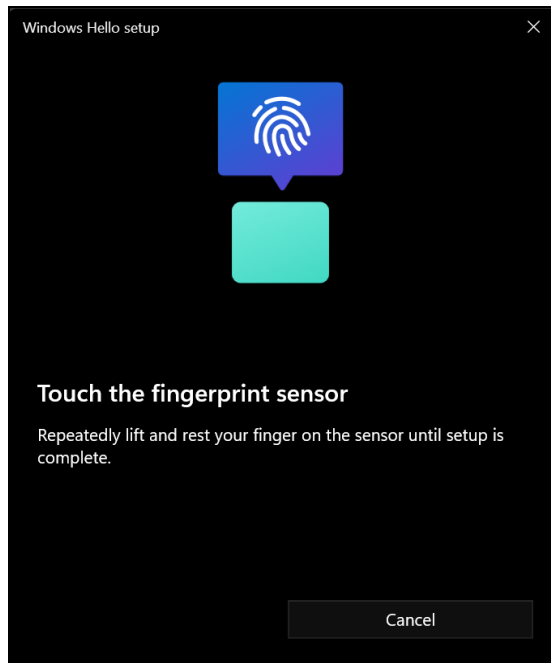 Windows Hello setup
Touch the fingerprint sensor
Repeatedly lift and rest your finger on the sensor until setup is
complete.
Cancel